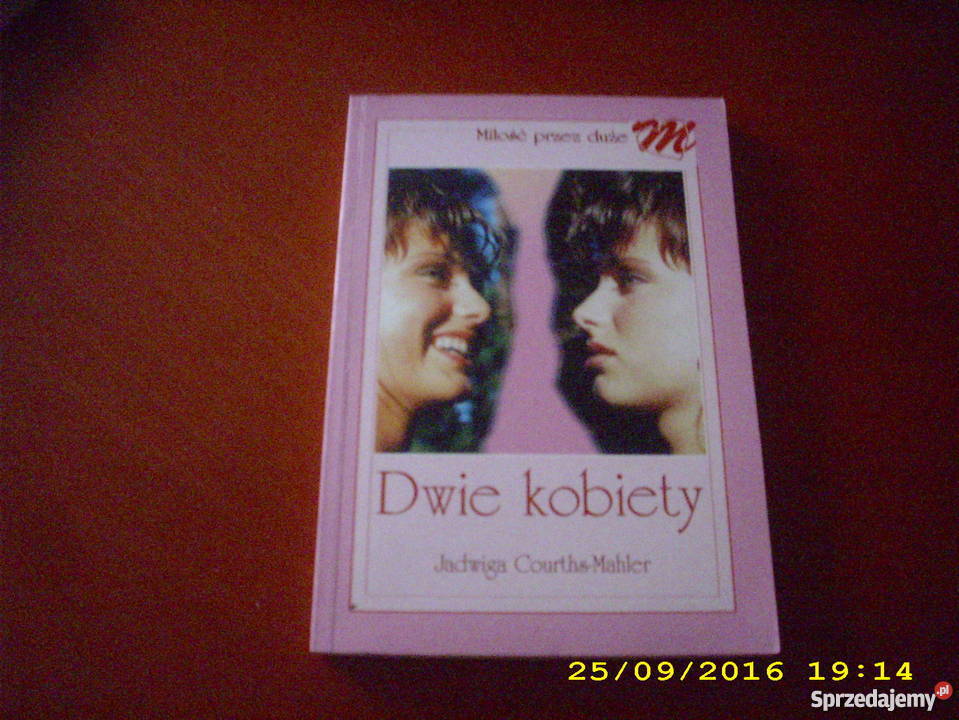 Miłość przez duże M
Dwie kobiety
Jadwiga Courths-Mahler
25/09/2016 19:14
Sprzedajemy.pl